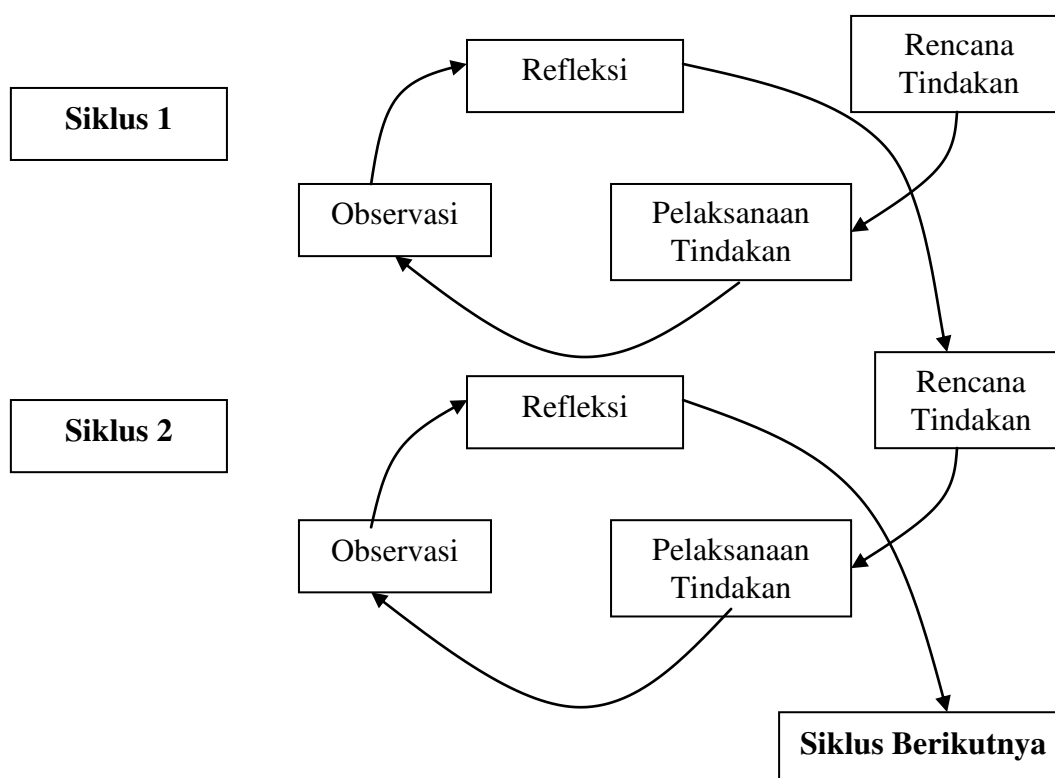 Rencana
Tindakan
Refleksi
Siklus 1
Observasi
Pelaksanaan
Tindakan
Rencana
Tindakan
Refleksi
Siklus 2
Observasi
Pelaksanaan
Tindakan
Siklus Berikutnya